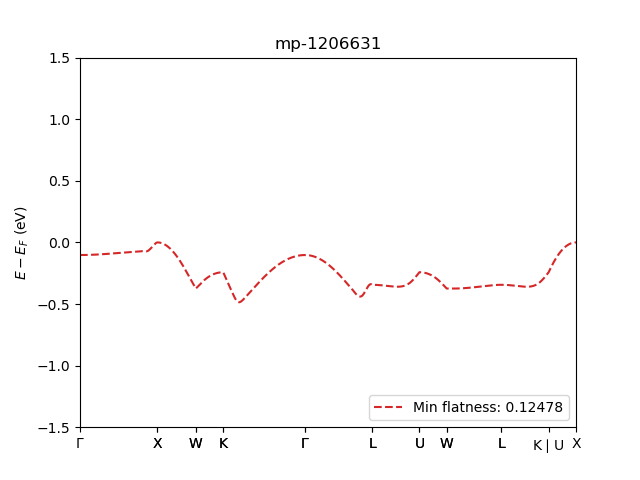 mp-1206631
E − E_F (eV)
1.5
1.0
0.5
0.0
−0.5
−1.0
−1.5
Min flatness: 0.12478
Γ X W K Γ L U W L K | U X